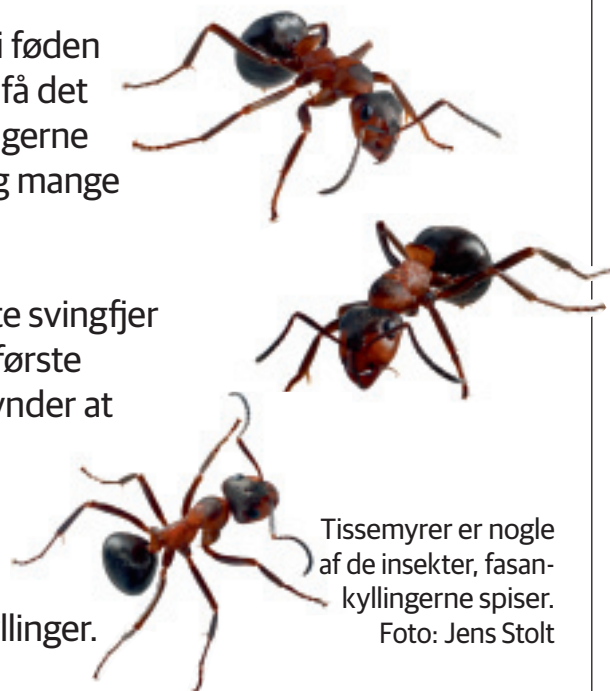 i føden
få det
gerne
g mange
te svingfjer
første
ynder at
llinger.
Tissemyrer er nogle
af de insekter, fasan-
kyllingerne spiser.
Foto: Jens Stolt